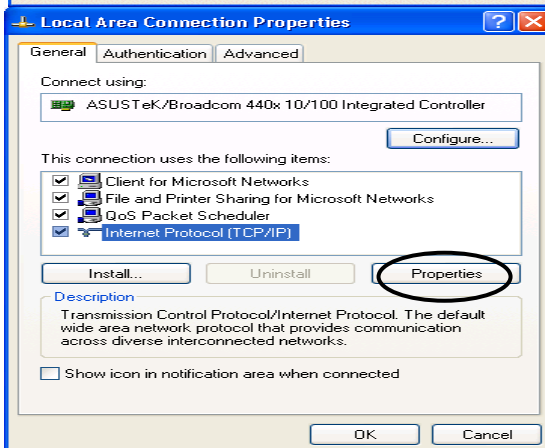 Local Area Connection Properties
General Authentication Advanced
Connect using:
ASUSTeK/Broadcom 440x 10/100 Integrated Controller
Configure...
This connection uses the following items:
Client for Microsoft Networks
File and Printer Sharing for Microsoft Networks
QoS Packet Scheduler
Internet Protocol (TCP/IP)
Install... Uninstall Properties
Description
Transmission Control Protocol/Internet Protocol. The default
wide area network protocol that provides communication
across diverse interconnected networks.
Show icon in notification area when connected
OK Cancel